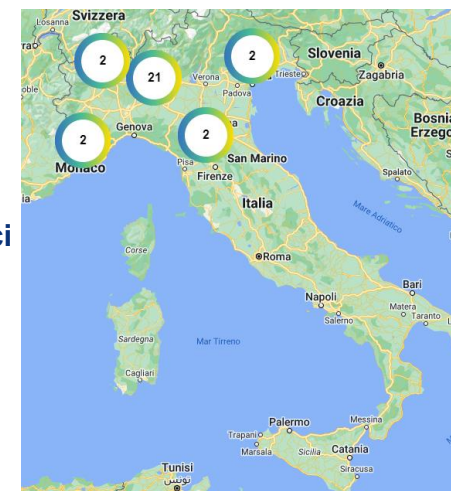 Svizzera
Losanna
2
21
2
Slovenia
Trieste
Zagabria
Verona
Padova
Croazia
Genova
2
2
Bosnia
Erzego
Monaco
Pisa
San Marino
Firenze
Spalato
Italia
Mare Adriatico
ci
Corse
Roma
Bari
Napoli
Matera
Taranto
Salerno
Sardegna
Mar Tirreno
Cagliari
Palermo
Messina
Trapani
Marsala
Sicilia
Catania
Siracusa
Tunisi
تونس